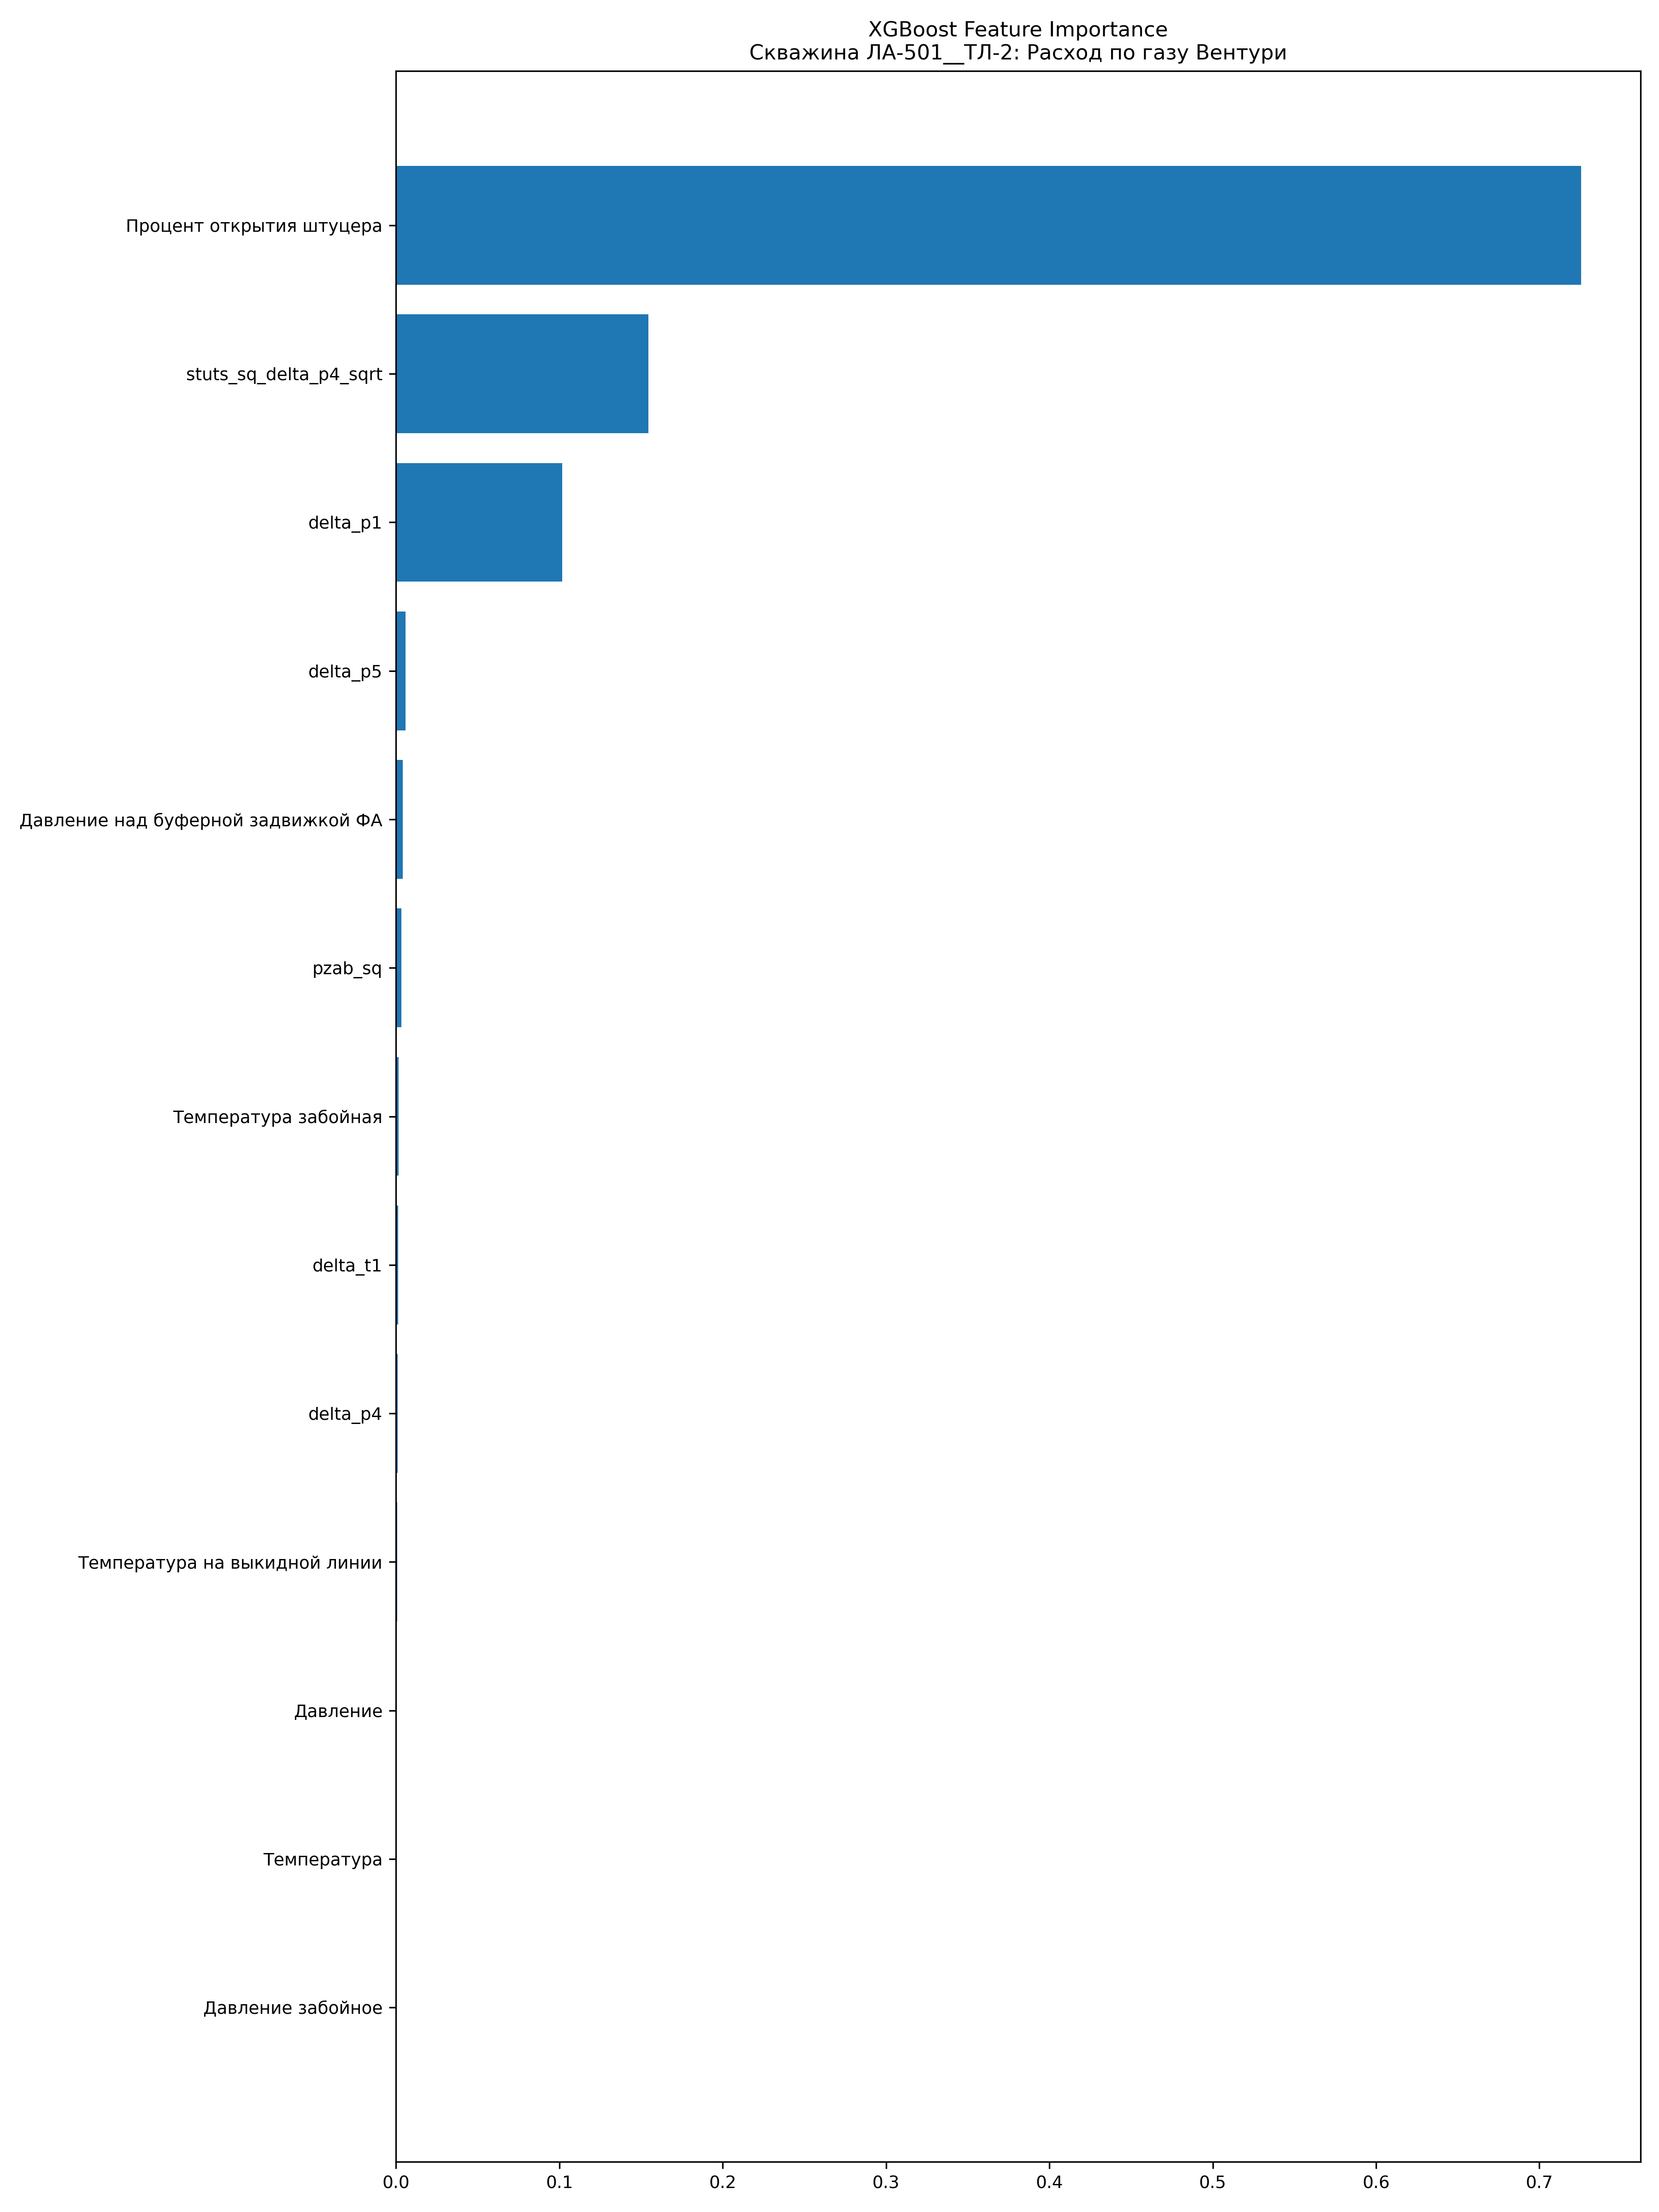 XGBoost Feature Importance
Скважина ЛА-501__ТЛ-2: Расход по газу Вентури
Процент открытия штуцера
stuts_sq_delta_p4_sqrt
delta_p1
delta_p5
Давление над буферной задвижкой ФА
pzab_sq
Температура забойная
delta_t1
delta_p4
Температура на выкидной линии
Давление
Температура
Давление забойное
0.0 0.1 0.2 0.3 0.4 0.5 0.6 0.7